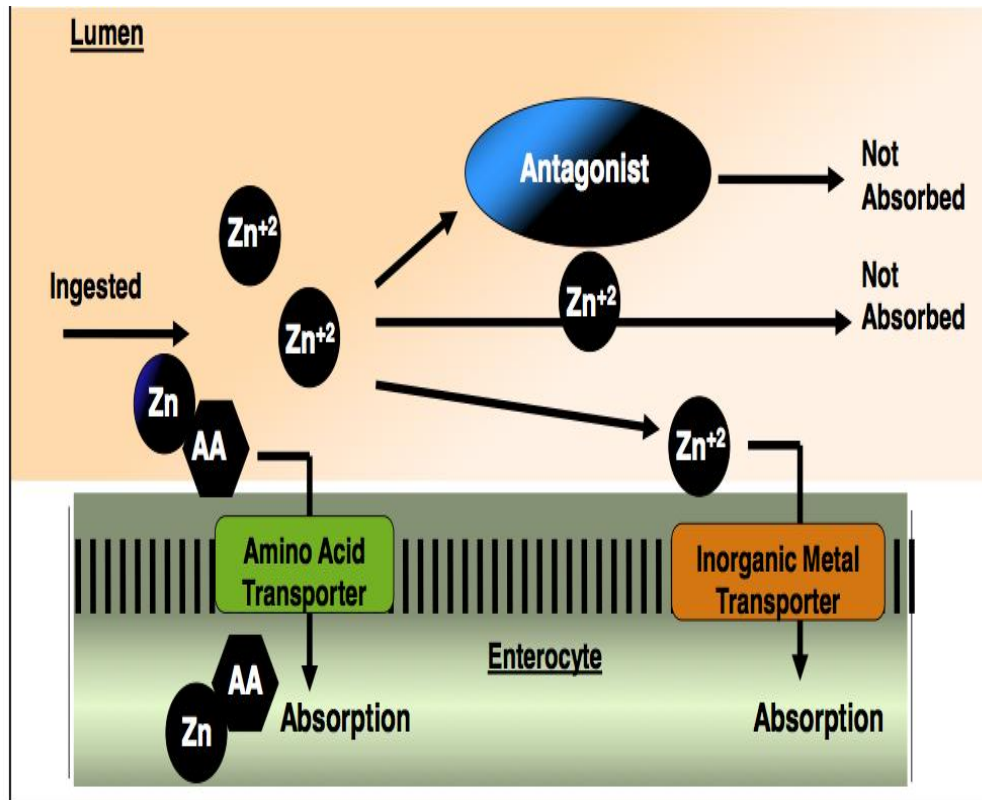 Lumen
Antagonist
Not
Absorbed
Zn+2
Ingested
Zn+2
Zn+2
Not
Absorbed
Zn
AA
Zn+2
Amino Acid
Transporter
Inorganic Metal
Transporter
Enterocyte
AA
Zn
Absorption
Absorption